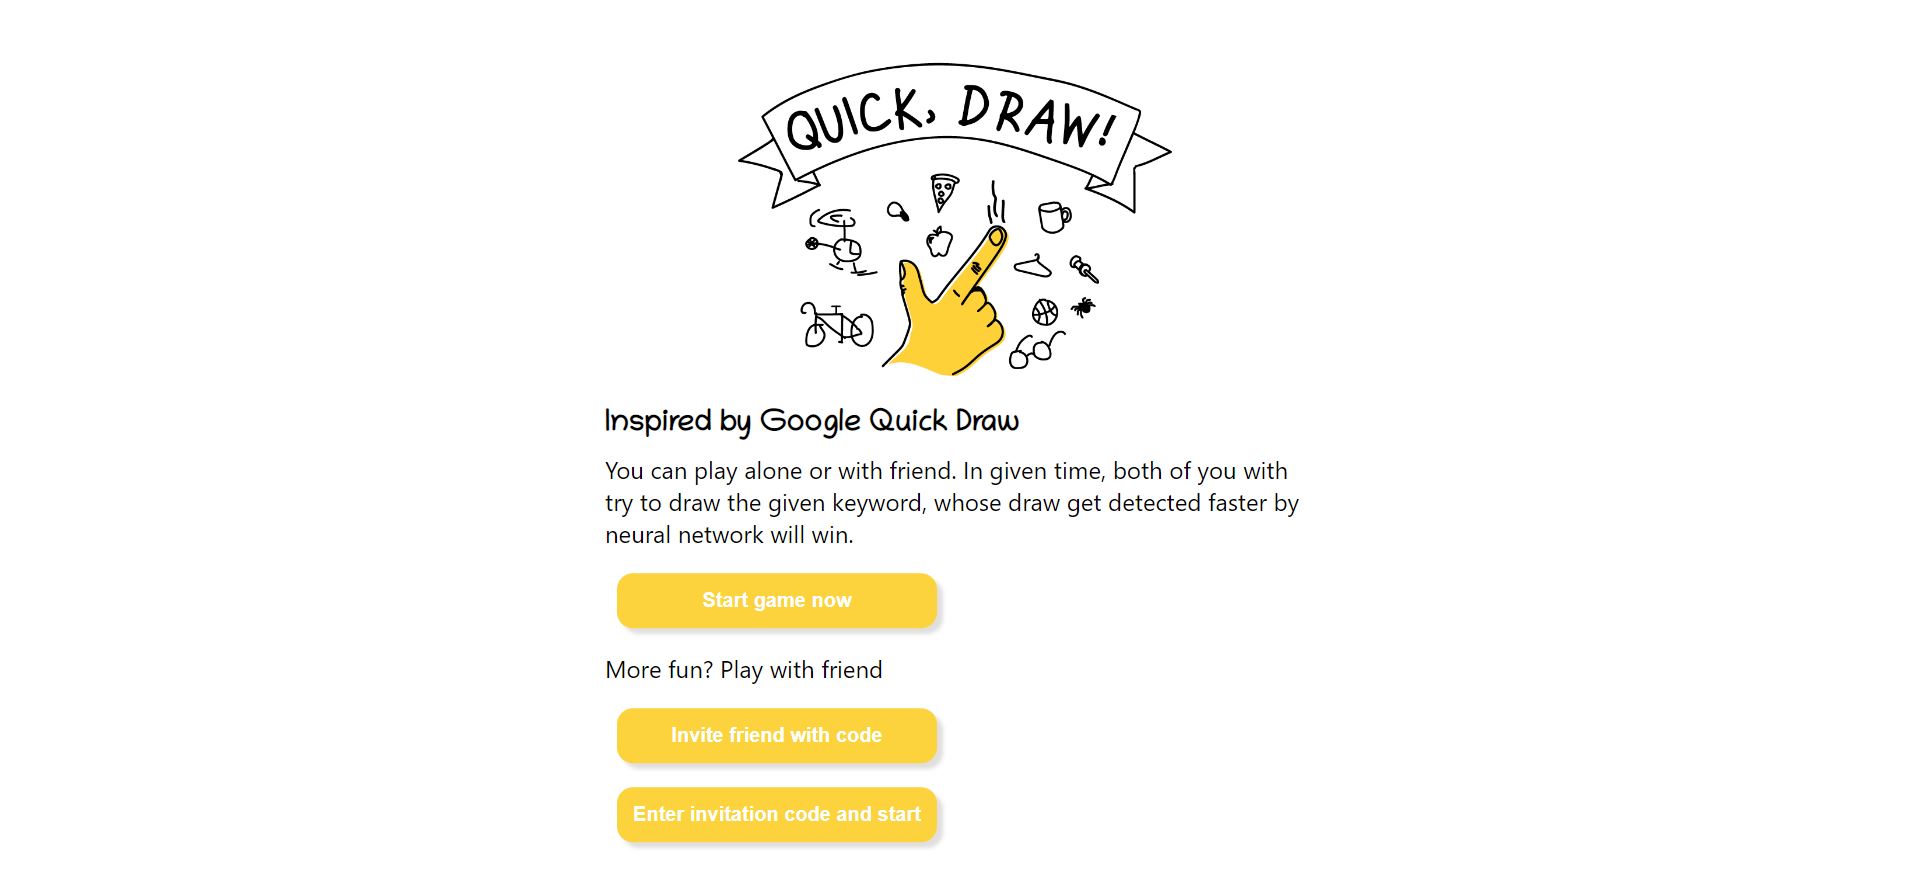 QUICK, DRAW!
Inspired by Google Quick Draw
You can play alone or with friend. In given time, both of you with
try to draw the given keyword, whose draw get detected faster by
neural network will win.
Start game now
More fun? Play with friend
Invite friend with code
Enter invitation code and start